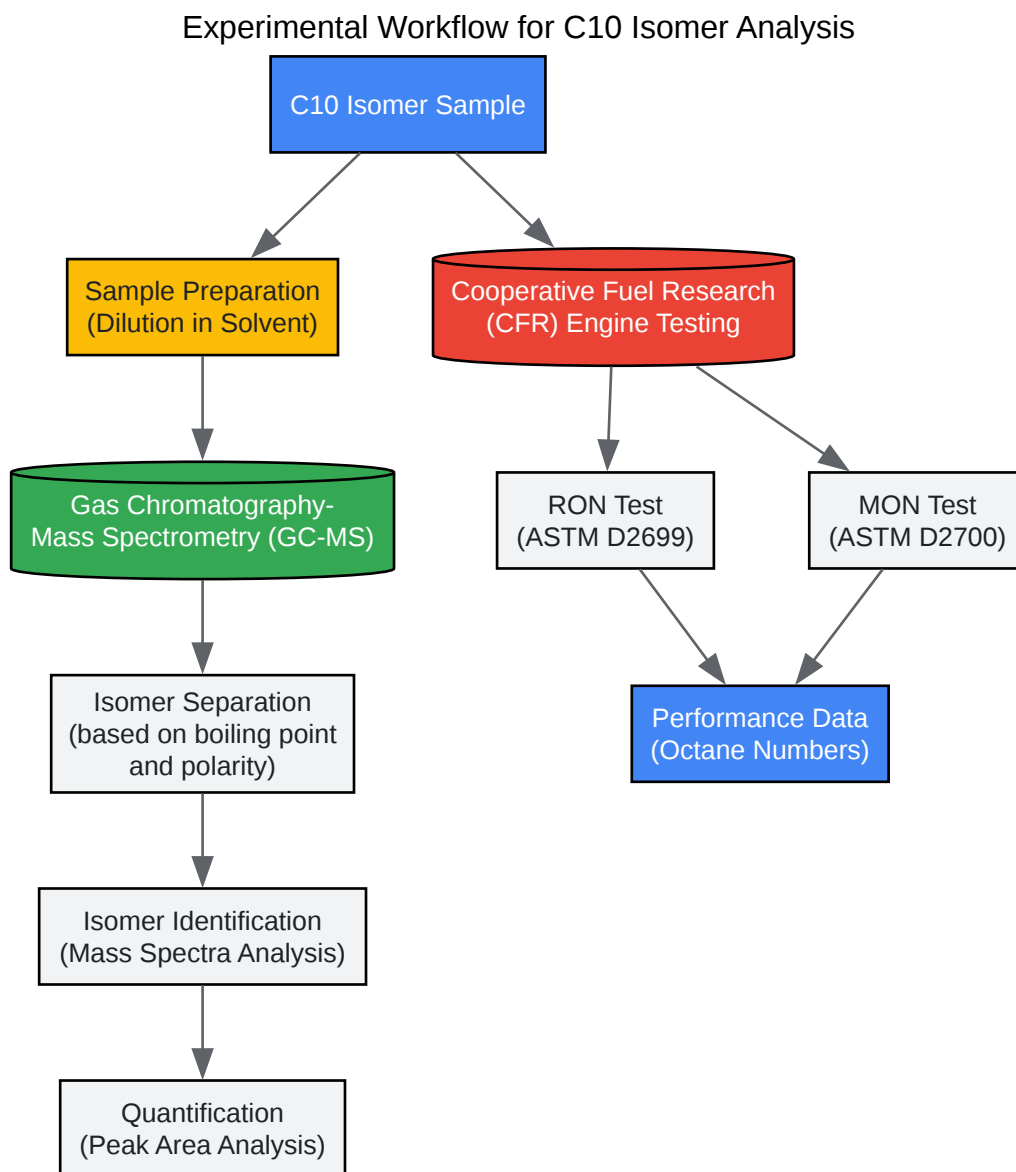 Experimental Workflow for C10 Isomer Analysis
C10 Isomer Sample
Sample Preparation
(Dilution in Solvent)
Cooperative Fuel Research
(CFR) Engine Testing
Gas Chromatography-
Mass Spectrometry (GC-MS)
RON Test
(ASTM D2699)
MON Test
(ASTM D2700)
Isomer Separation
(based on boiling point
and polarity)
Performance Data
(Octane Numbers)
Isomer Identification
(Mass Spectra Analysis)
Quantification
(Peak Area Analysis)